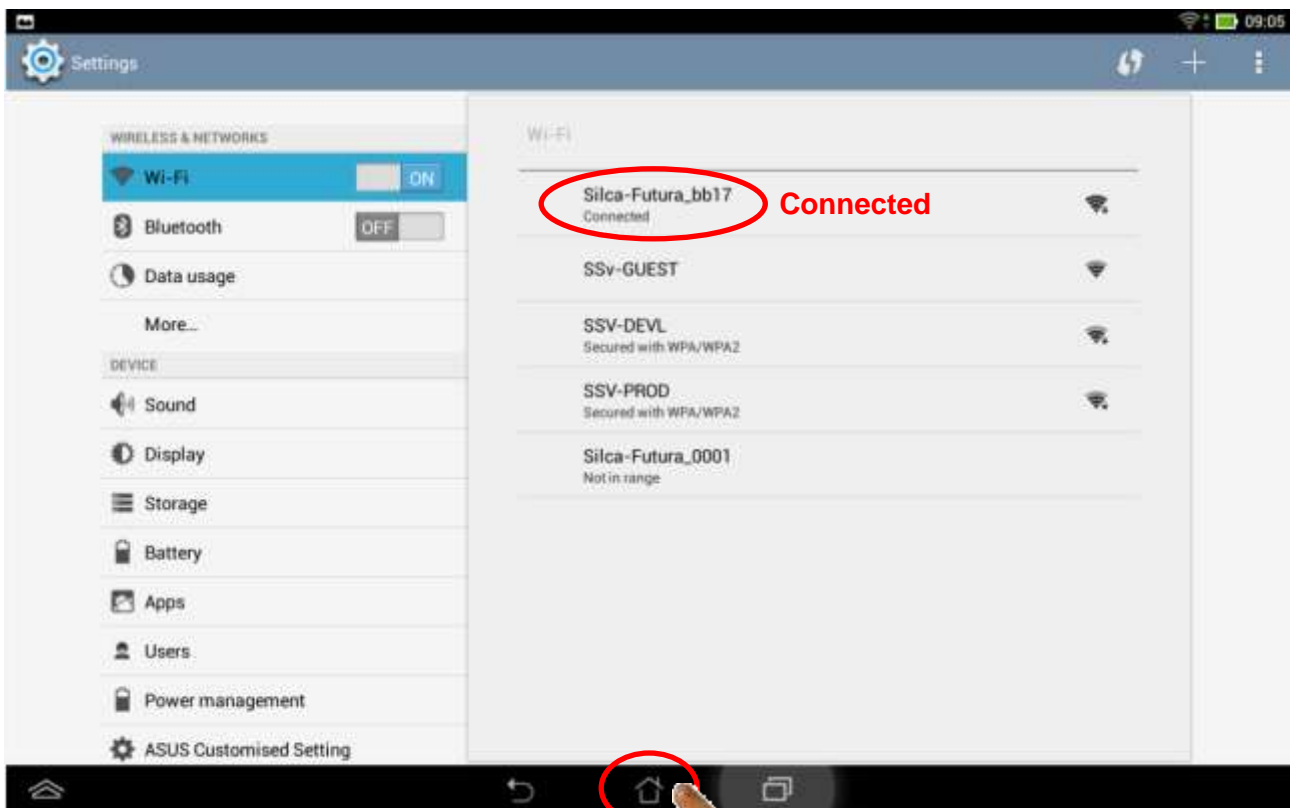 09:05
Settings
WIRELESS & NETWORKS
Wi-Fi
ON
Bluetooth
OFF
Data usage
More...
DEVICE
Sound
Display
Storage
Battery
Apps
Users
Power management
ASUS Customised Setting
Wi-Fi
Silca-Futura_bb17
Connected
Connected
SSv-GUEST
SSV-DEVL
Secured with WPA/WPA2
SSV-PROD
Secured with WPA/WPA2
Silca-Futura_0001
Not in range